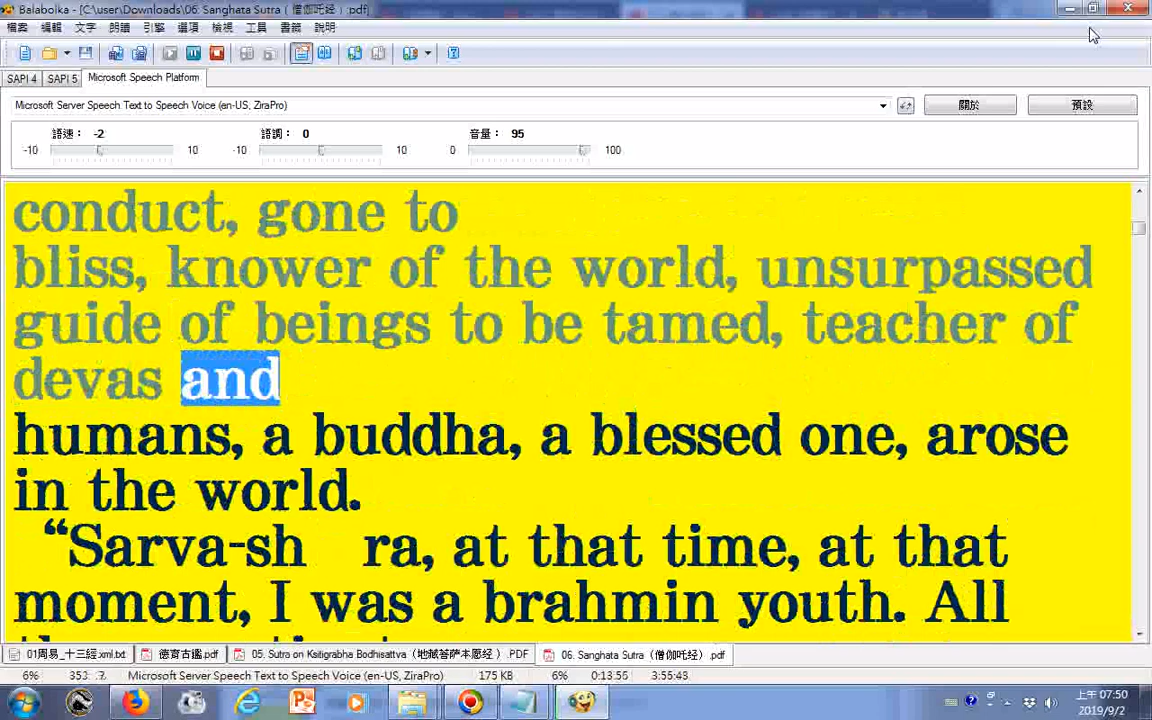 Balabolka - [C:\user\Downloads\06. Sanghata Sutra（僧伽吒经）.pdf]
檔案 編輯 文字 朗讀 引擎 選項 檢視 工具 書籤 說明
SAPI 4 SAPI 5 Microsoft Speech Platform
Microsoft Server Speech Text to Speech Voice (en-US, ZiraPro) 關於 預設
語速： -2 語調： 0 音量： 95
-10 10 -10 10 0 100
conduct, gone to
bliss, knower of the world, unsurpassed
guide of beings to be tamed, teacher of
devas and
humans, a buddha, a blessed one, arose
in the world.
“Sarva-sh ra, at that time, at that
moment, I was a brahmin youth. All
01周易_十三經.xml.txt 德育古鑑.pdf 05. Sutra on Ksitigrabha Bodhisattva（地藏菩萨本愿经）.PDF 06. Sanghata Sutra（僧伽吒经）.pdf
6% Microsoft Server Speech Text to Speech Voice (en-US, ZiraPro) 175 KB 6% 0:13:55 3:55:43
上午 07:50
2019/9/2